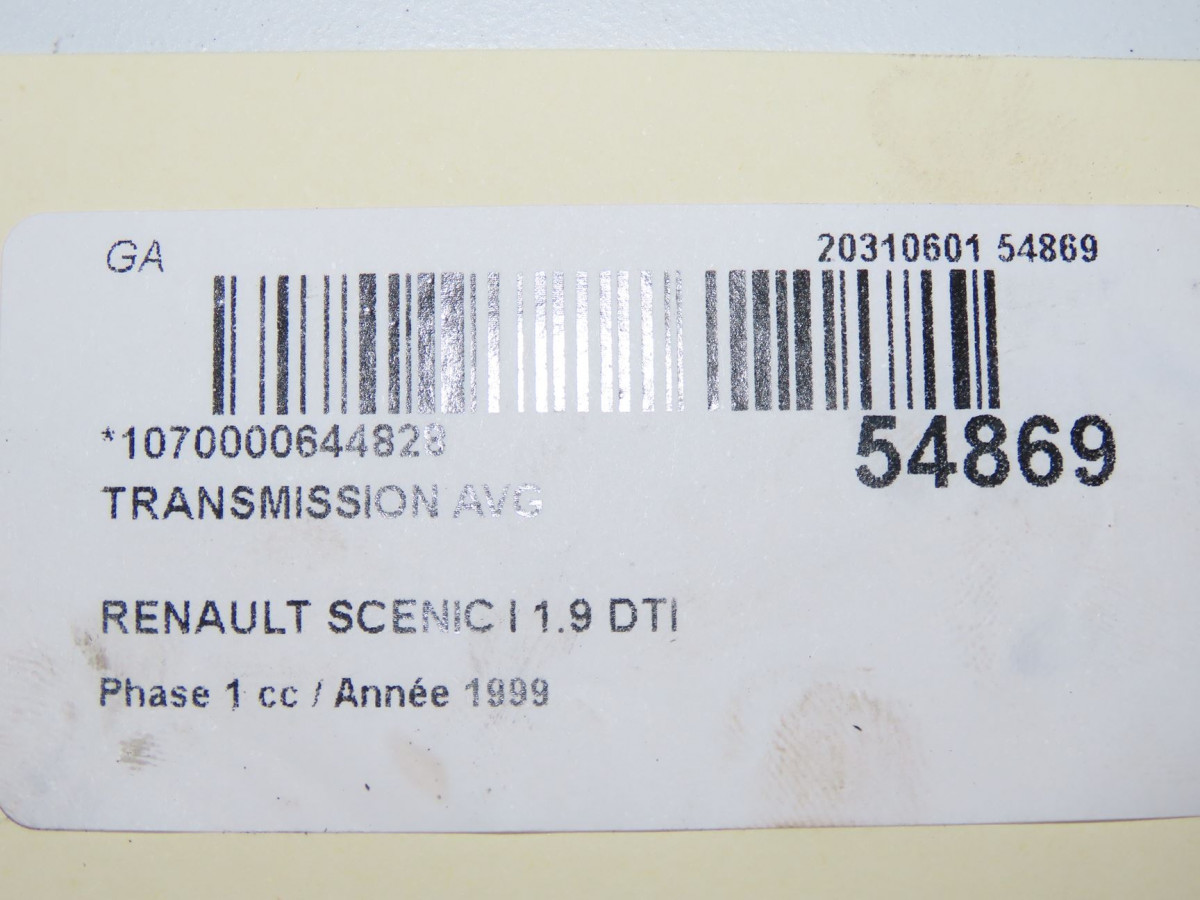 GA
20310601 54869
*1070000644828
54869
TRANSMISSION AVG
RENAULT SCENIC I 1.9 DTI
Phase 1 cc / Année 1999